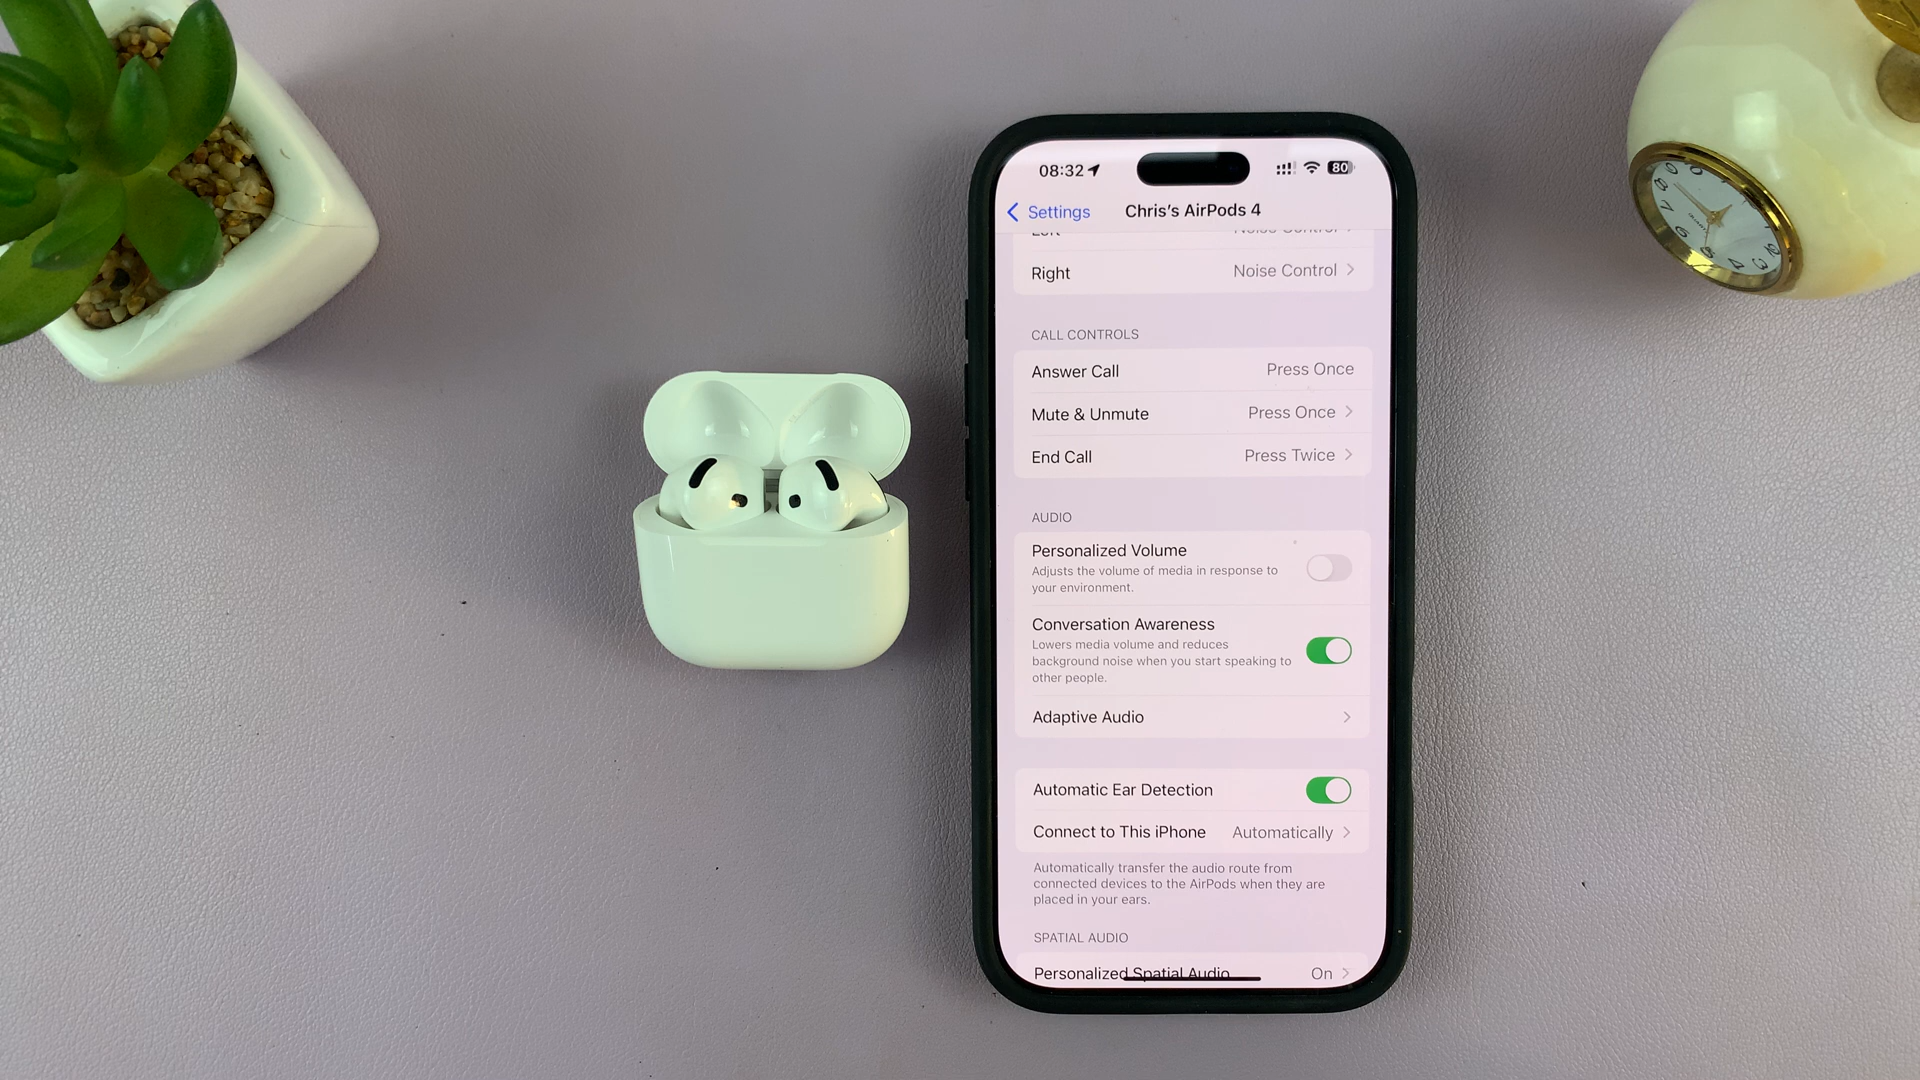 08:32
80
Settings
Chris's AirPods 4
Left Noise Control
Right Noise Control
CALL CONTROLS
Answer Call Press Once
Mute & Unmute Press Once
End Call Press Twice
AUDIO
Personalized Volume
Adjusts the volume of media in response to
your environment.
Conversation Awareness
Lowers media volume and reduces
background noise when you start speaking to
other people.
Adaptive Audio
Automatic Ear Detection
Connect to This iPhone Automatically
Automatically transfer the audio route from
connected devices to the AirPods when they are
placed in your ears.
SPATIAL AUDIO
Personalized Spatial Audio On